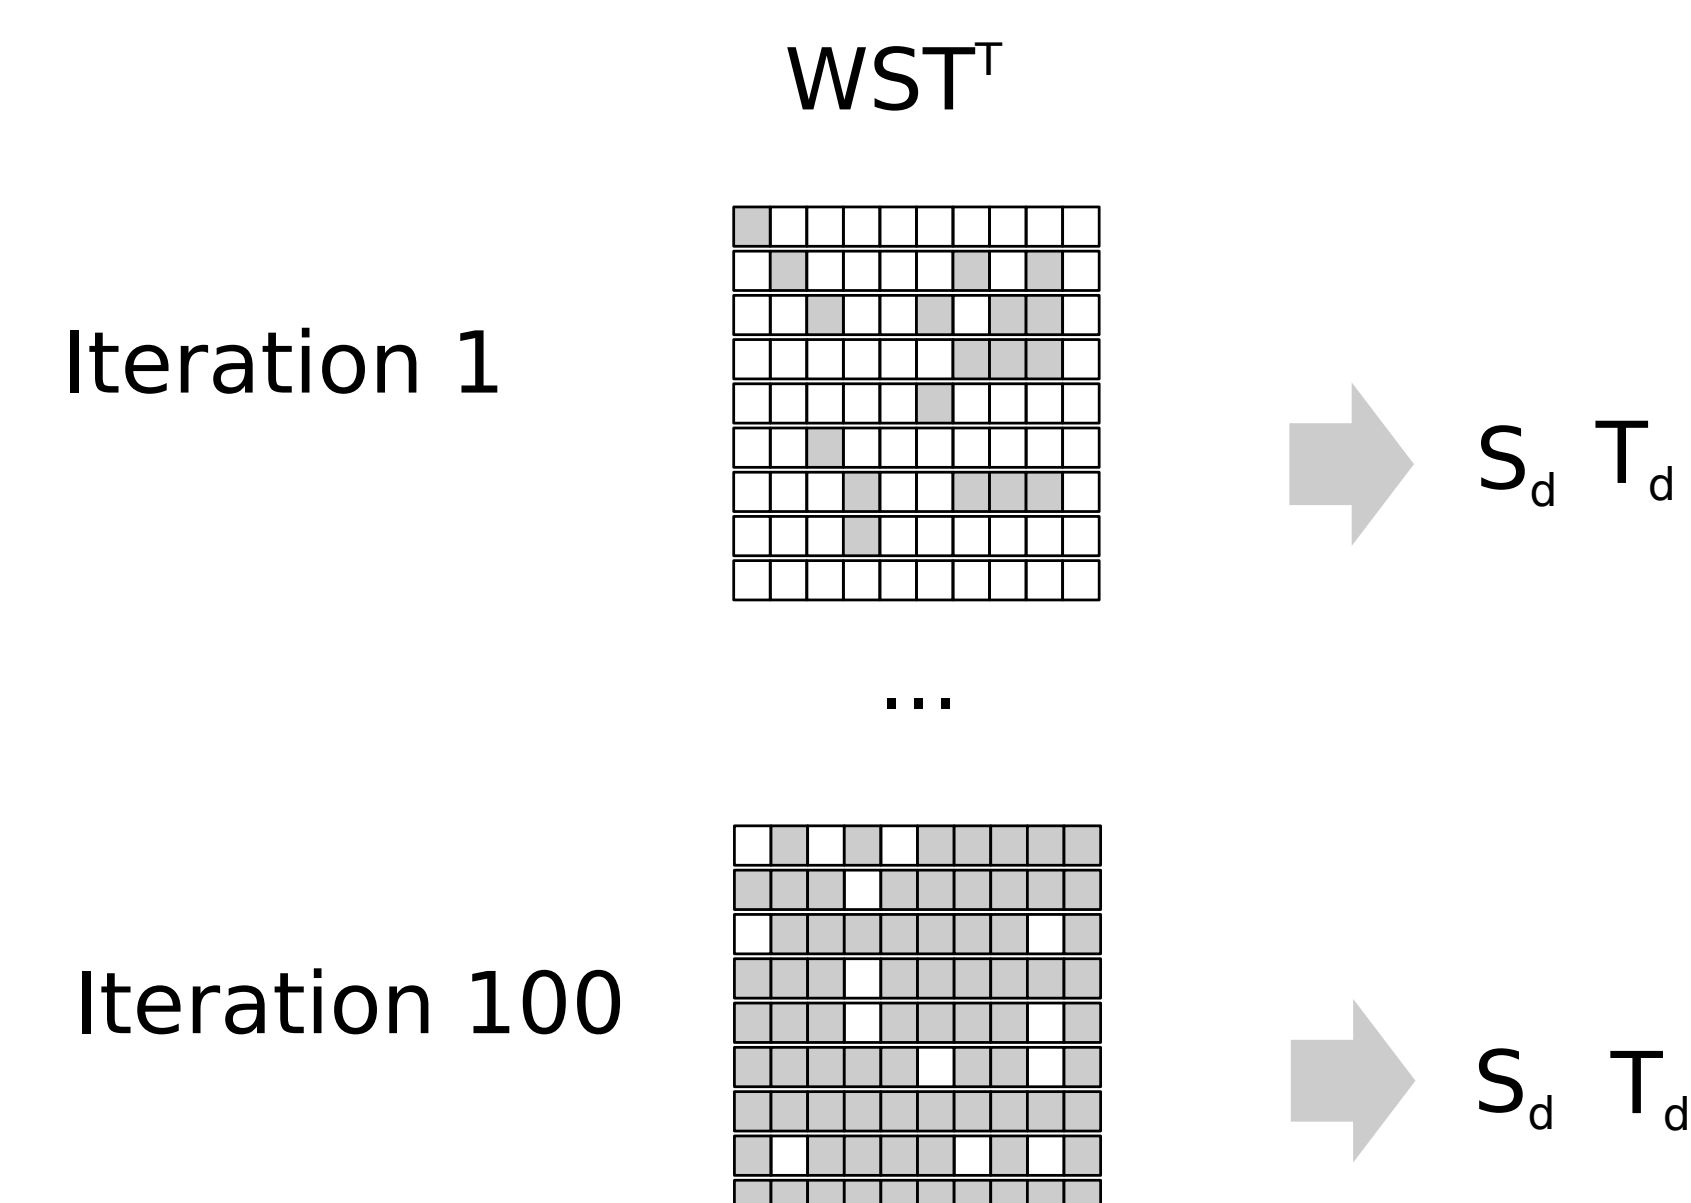 WSTᵀ
Iteration 1
S_d T_d
...
Iteration 100
S_d T_d